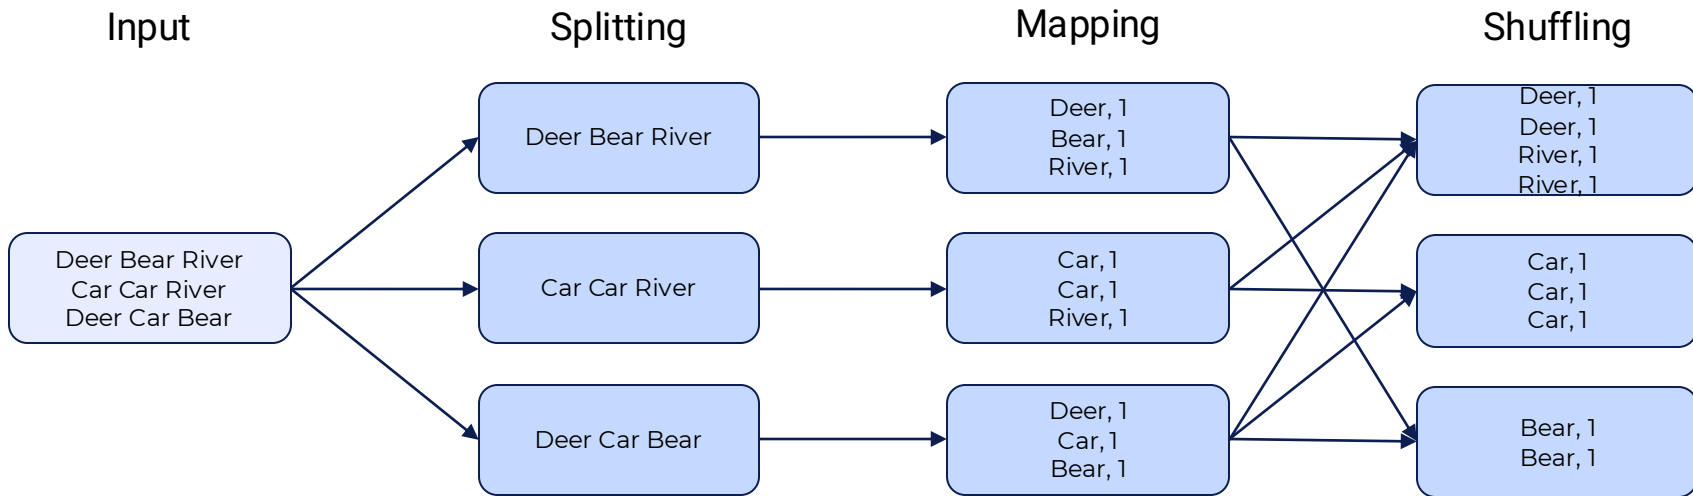 Input
Splitting
Mapping
Shuffling
Deer Bear River
Car Car River
Deer Car Bear
Deer Bear River
Car Car River
Deer Car Bear
Deer, 1
Bear, 1
River, 1
Car, 1
Car, 1
River, 1
Deer, 1
Car, 1
Bear, 1
Deer, 1
Deer, 1
River, 1
River, 1
Car, 1
Car, 1
Car, 1
Bear, 1
Bear, 1